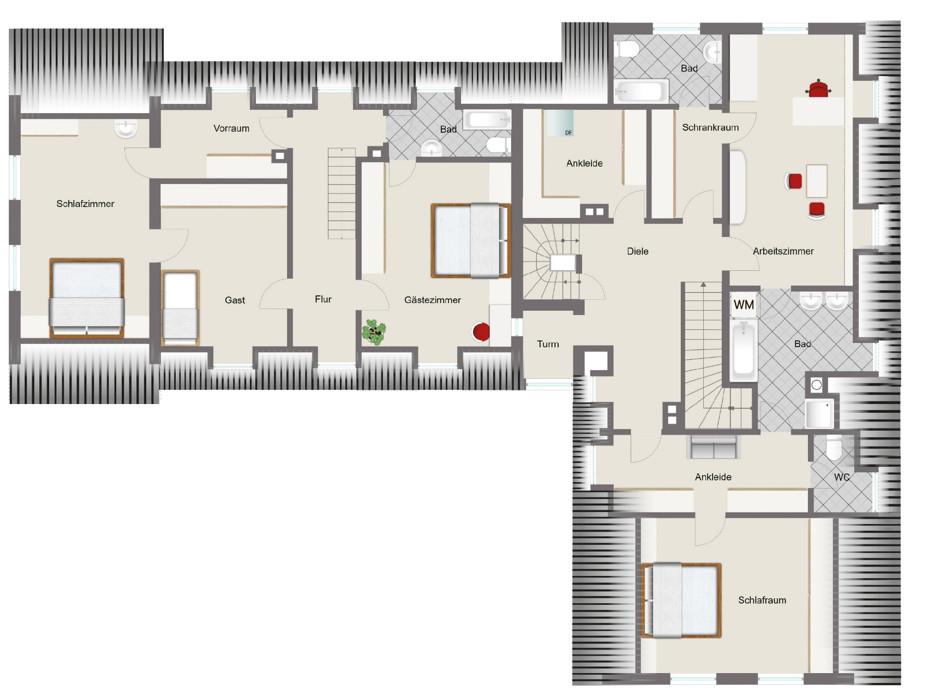 Bad
Vorraum
Bad
Schrankraum
DF
Ankleide
Schlafzimmer
Diele
Arbeitszimmer
Gast
Flur
Gästezimmer
WM
Turm
Bad
Ankleide
WC
Schlafraum